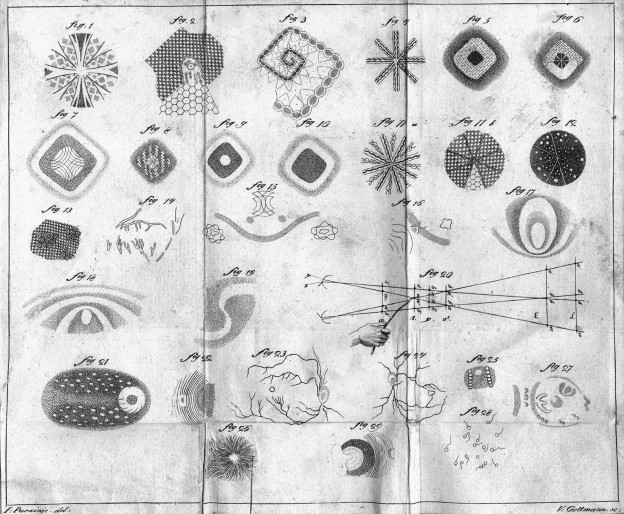 fig. 1 fig. 2 fig. 3 fig. 4 fig. 5 fig. 6
fig 7 fig 8 fig 9 fig. 10 fig 11 a fig 11 b fig 12
fig 13 fig 14 fig 15 fig 16 fig 17
fig 18 fig 19 fig 20
fig 21 fig 22 fig 23 fig 24 fig 25 fig 27
fig 26 fig 29 fig 28
J. Purkinje. del: V. Gottmann. sc: